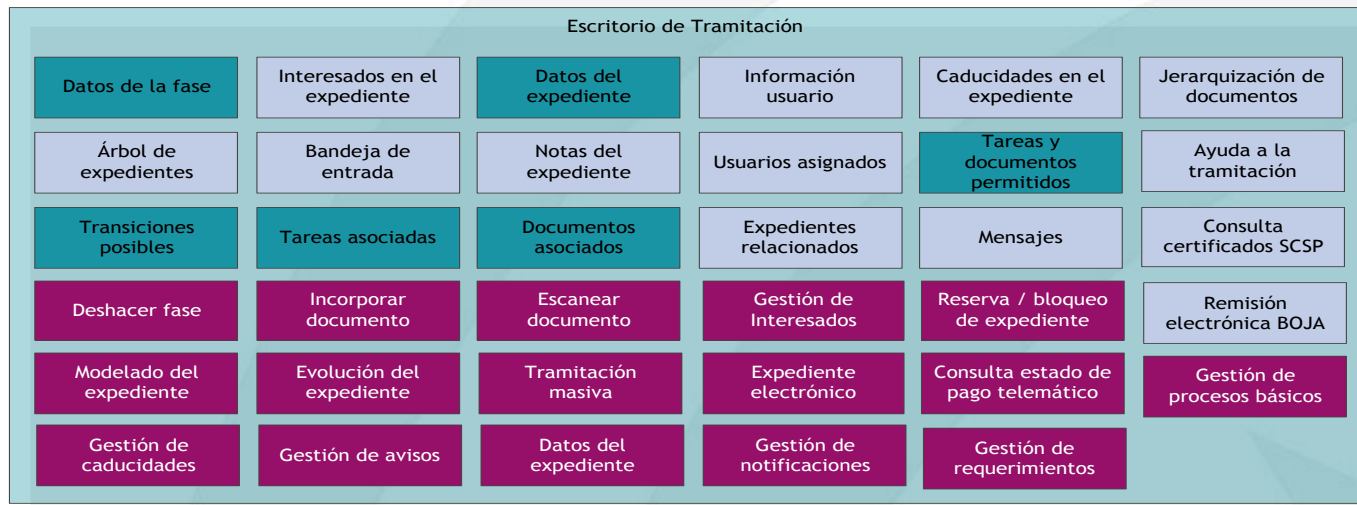 Escritorio de Tramitación
Datos de la fase
Interesados en el
expediente
Datos del
expediente
Información
usuario
Caducidades en el
expediente
Jerarquización de
documentos
Árbol de
expedientes
Bandeja de
entrada
Notas del
expediente
Usuarios asignados
Tareas y
documentos
permitidos
Ayuda a la
tramitación
Transiciones
posibles
Tareas asociadas
Documentos
asociados
Expedientes
relacionados
Mensajes
Consulta
certificados SCSP
Deshacer fase
Incorporar
documento
Escanear
documento
Gestión de
Interesados
Reserva / bloqueo
de expediente
Remisión
electrónica BOJA
Modelado del
expediente
Evolución del
expediente
Tramitación
masiva
Expediente
electrónico
Consulta estado de
pago telemático
Gestión de
procesos básicos
Gestión de
caducidades
Gestión de avisos
Datos del
expediente
Gestión de
notificaciones
Gestión de
requerimientos